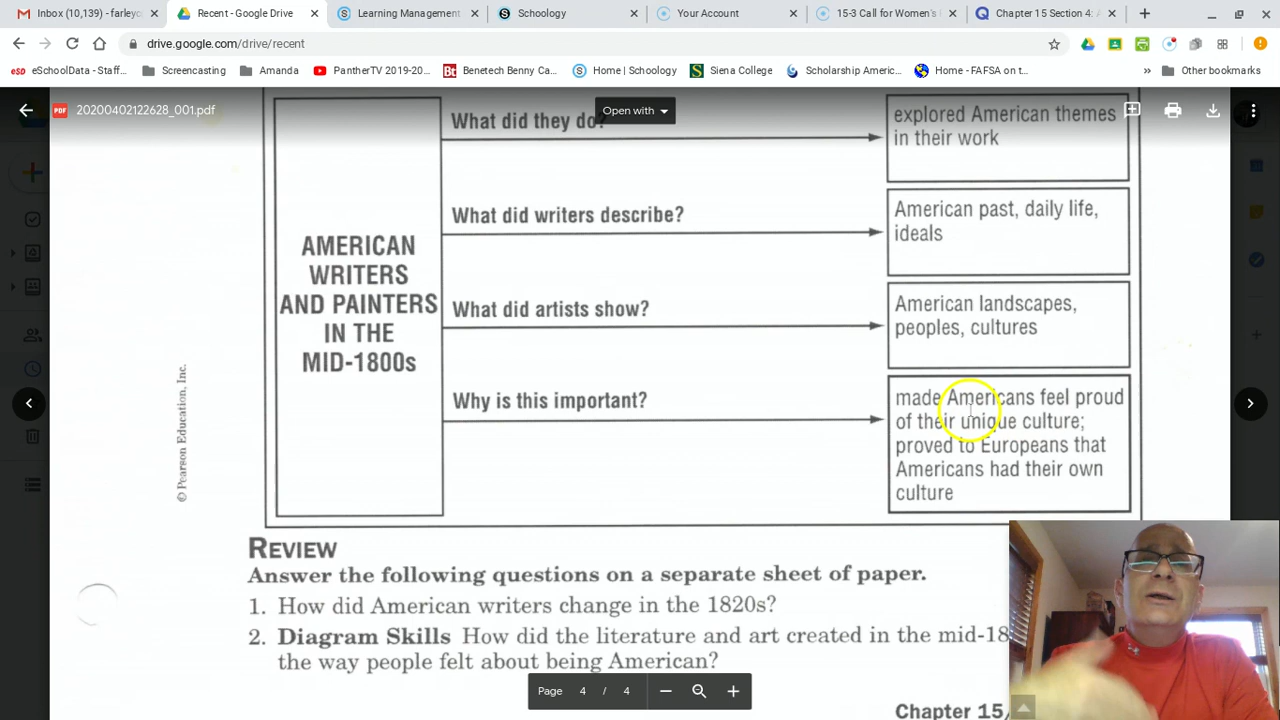 Inbox (10,139) - farleyc
Recent - Google Drive
Learning Management
Schoology
Your Account
15-3 Call for Women's
Chapter 15 Section 4:
drive.google.com/drive/recent
eSchoolData - Staff...
Screencasting
Amanda
PantherTV 2019-20...
Benetech Benny Ca...
Home | Schoology
Siena College
Scholarship Americ...
Home - FAFSA on t...
»
Other bookmarks
PDF
20200402122628_001.pdf
Open with
What did they do?
explored American themes
in their work
What did writers describe?
American past, daily life,
ideals
AMERICAN
WRITERS
AND PAINTERS
IN THE
MID-1800s
What did artists show?
American landscapes,
peoples, cultures
Why is this important?
made Americans feel proud
of their unique culture;
proved to Europeans that
Americans had their own
culture
© Pearson Education, Inc.
REVIEW
Answer the following questions on a separate sheet of paper.
1. How did American writers change in the 1820s?
2. Diagram Skills How did the literature and art created in the mid-18
the way people felt about being American?
Page 4 / 4
Chapter 15